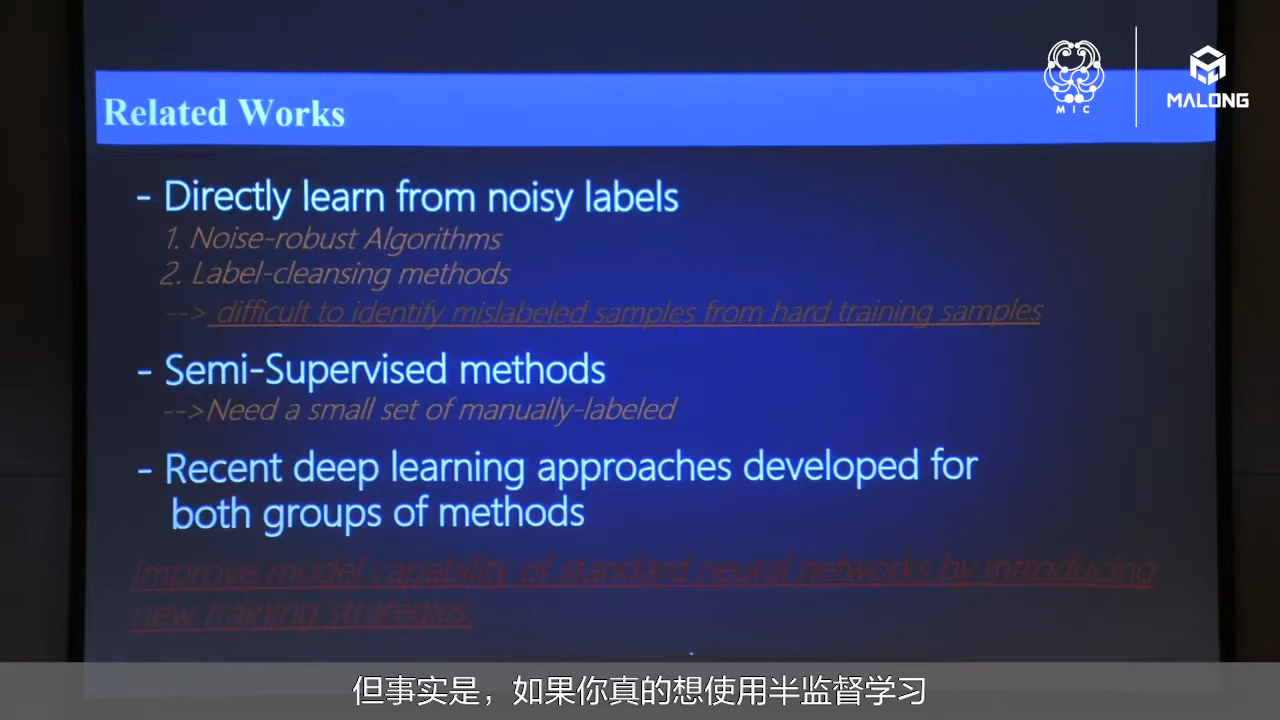 Related Works
MIC
MALONG
- Directly learn from noisy labels
1. Noise-robust Algorithms
2. Label-cleansing methods
--> difficult to identify mislabeled samples from hard training samples
- Semi-Supervised methods
-->Need a small set of manually-labeled
- Recent deep learning approaches developed for
both groups of methods
Improve model capability of standard neural networks by introducing
new training strategies.
但事实是，如果你真的想使用半监督学习